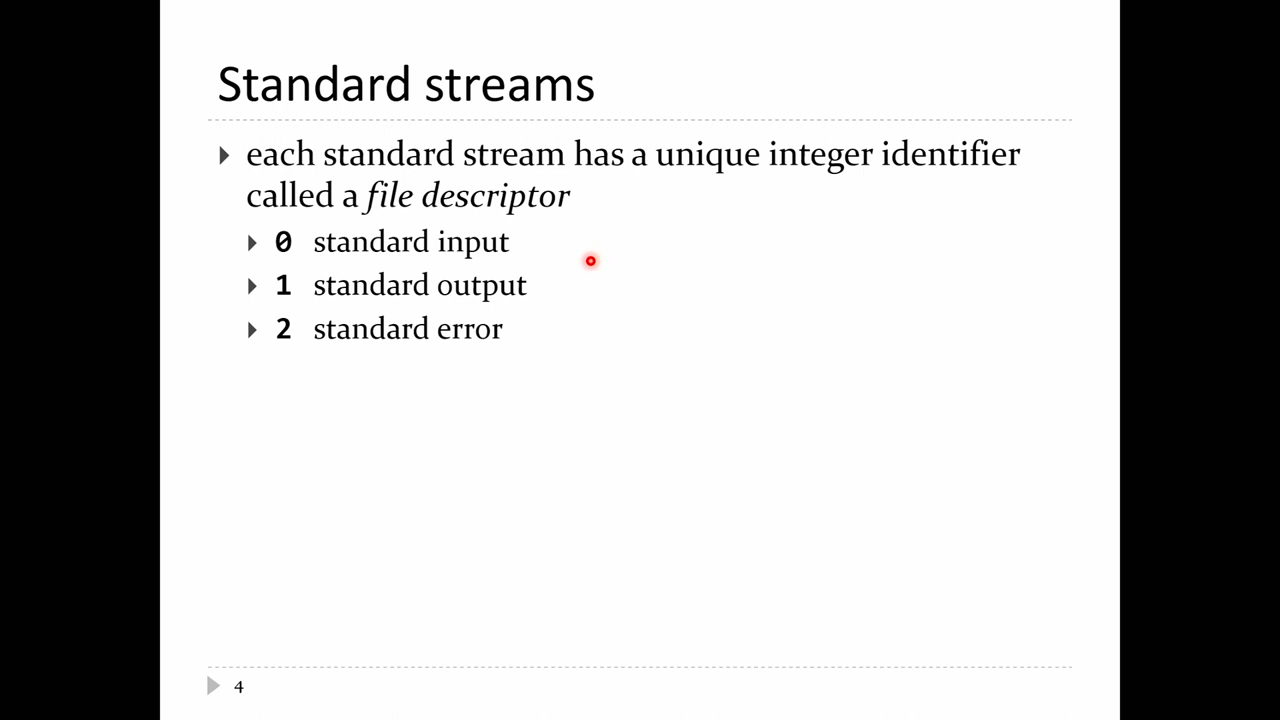 Standard streams
each standard stream has a unique integer identifier
called a file descriptor
0 standard input
1 standard output
2 standard error
4